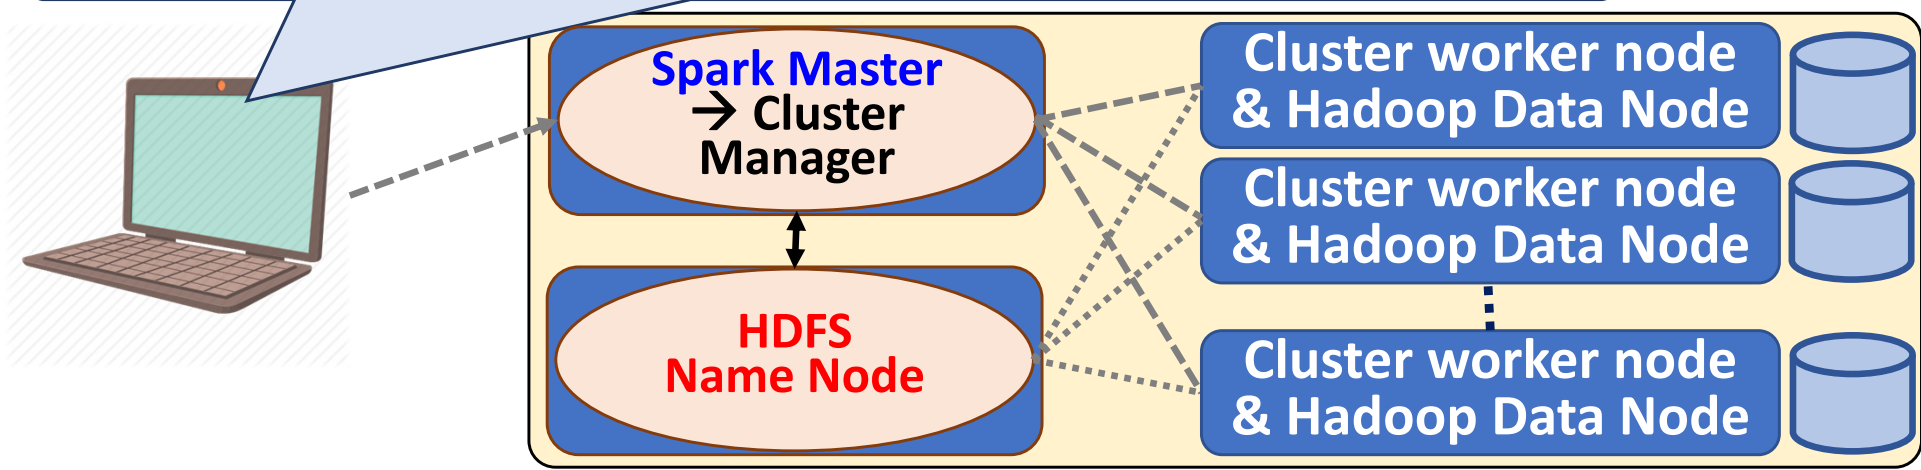 Spark Master
→ Cluster
Manager
HDFS
Name Node
Cluster worker node
& Hadoop Data Node
Cluster worker node
& Hadoop Data Node
Cluster worker node
& Hadoop Data Node